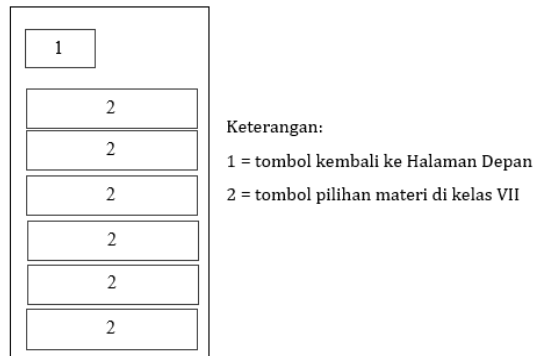 1
2
2
2
2
2
2
Keterangan:
1 = tombol kembali ke Halaman Depan
2 = tombol pilihan materi di kelas VII